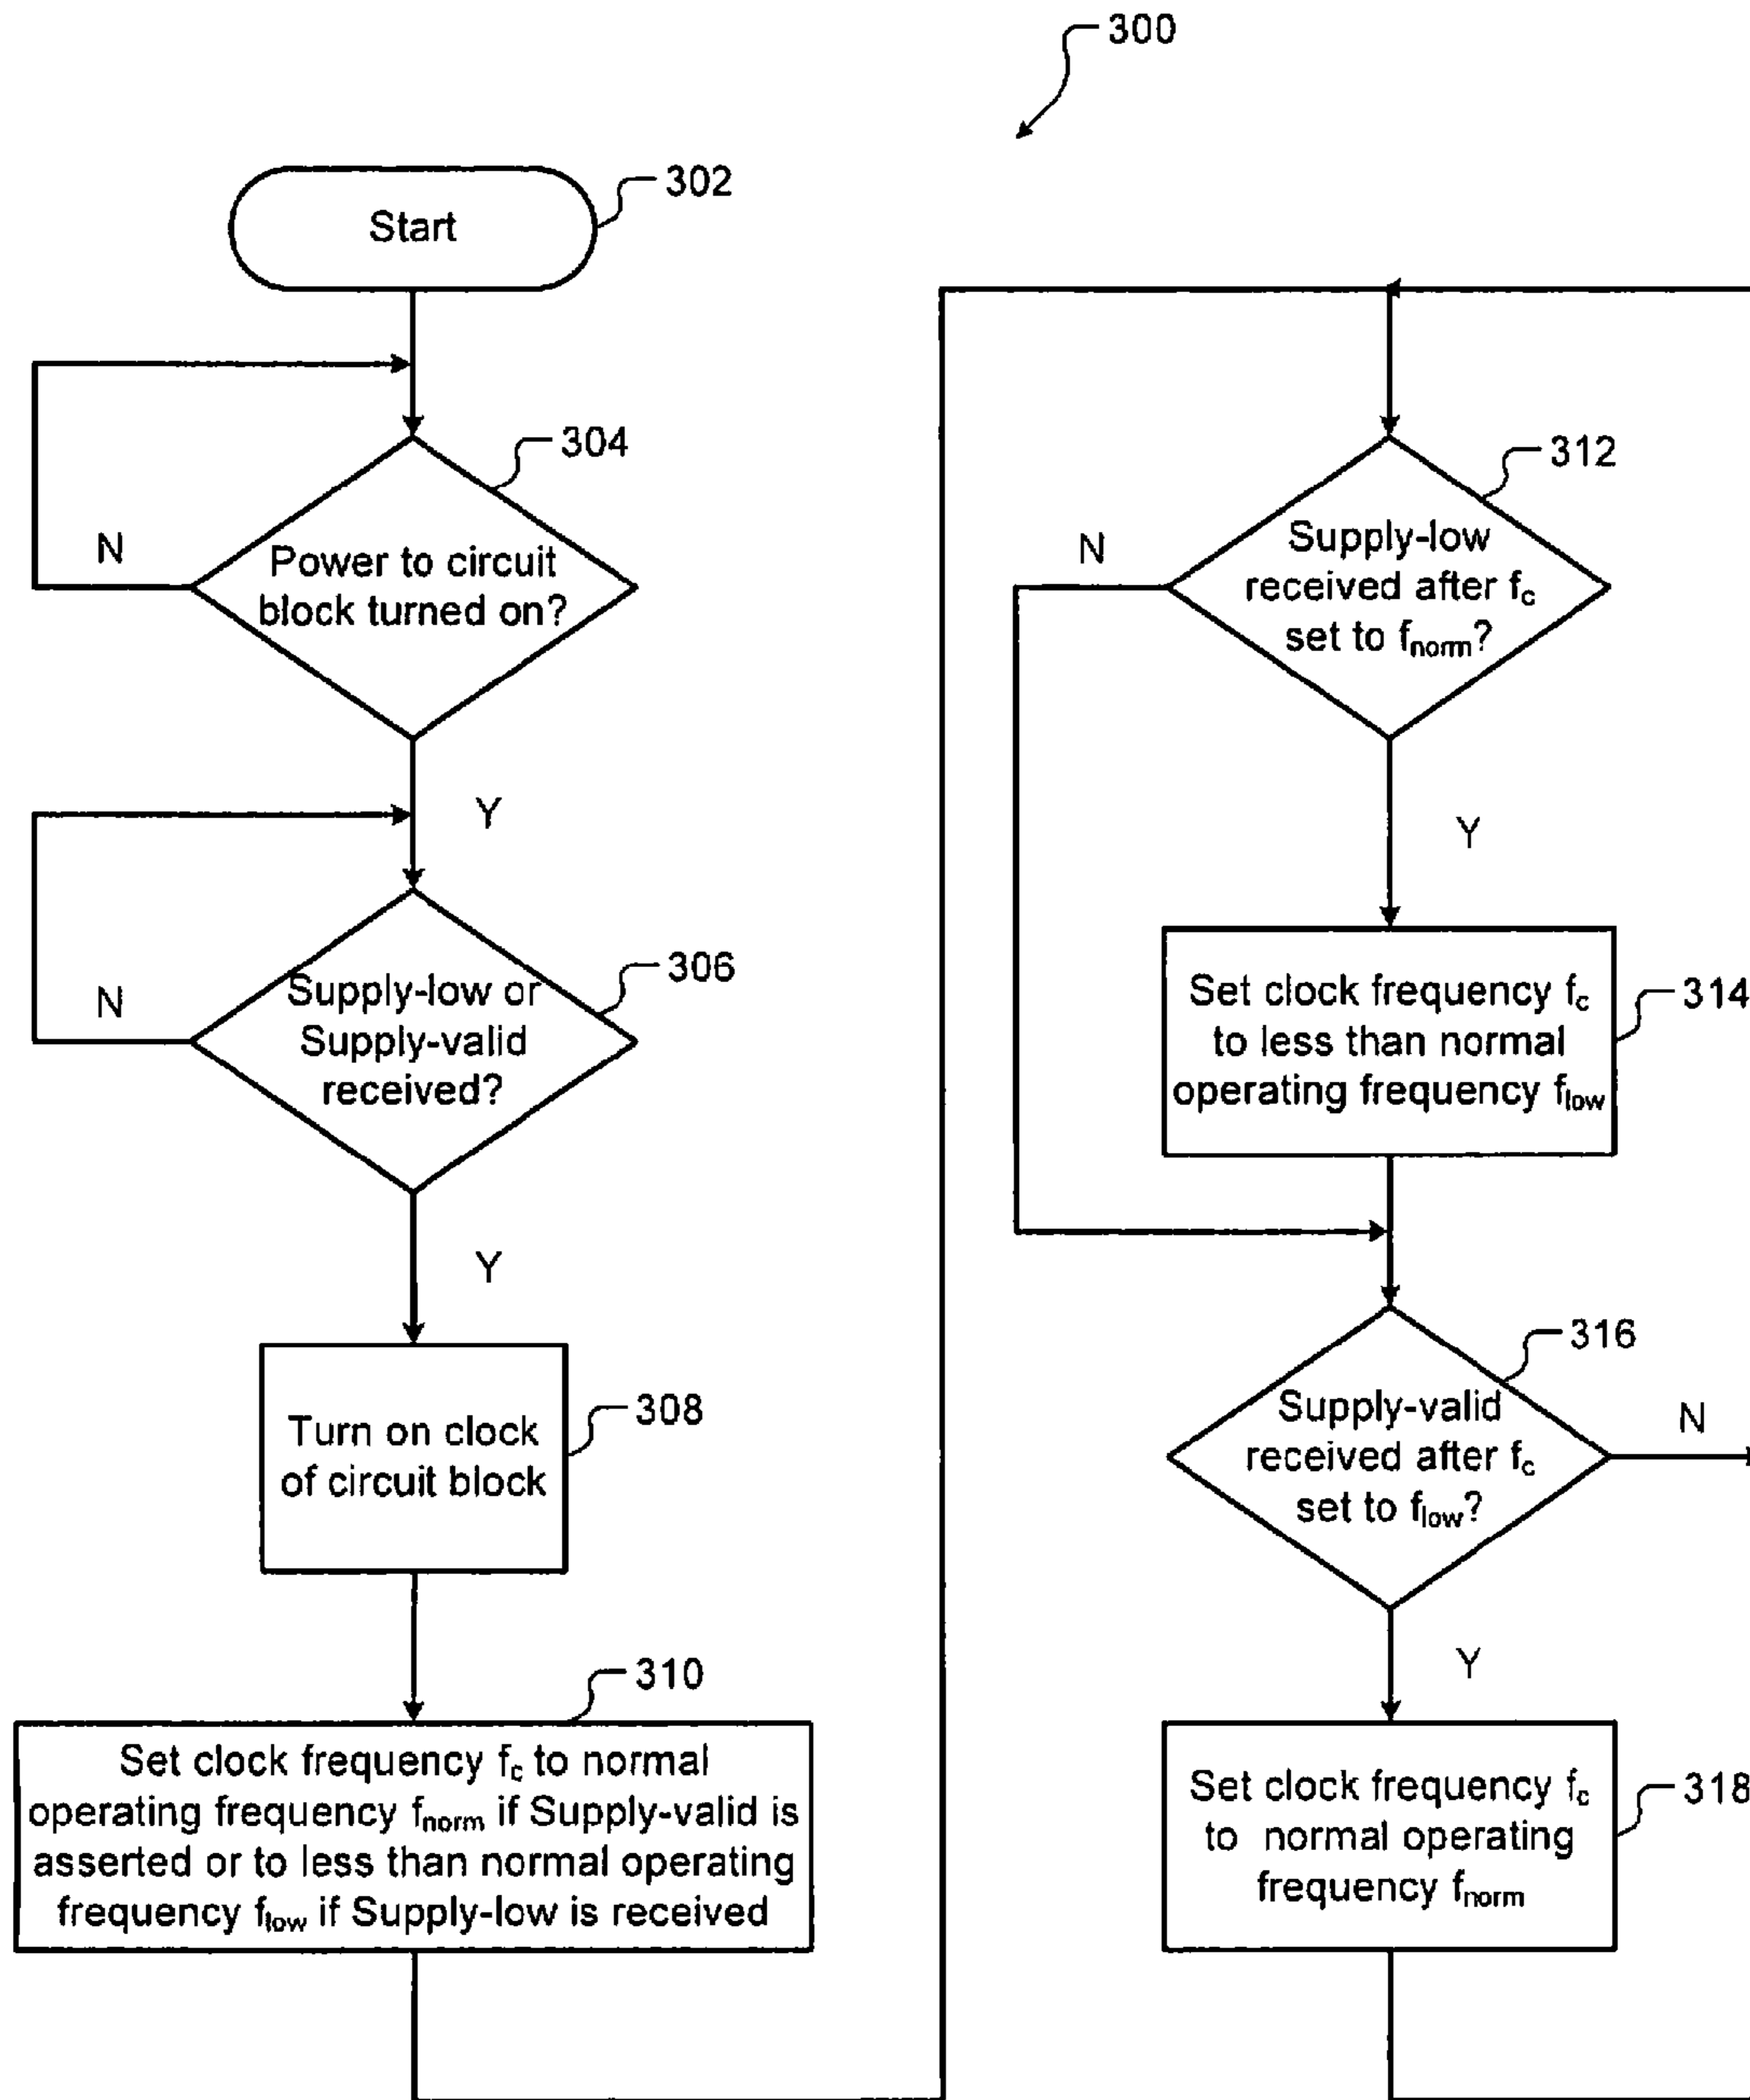 300
302
Start
304
Power to circuit
block turned on?
N
Y
306
Supply-low or
Supply-valid
received?
N
Y
308
Turn on clock
of circuit block
310
Set clock frequency fc to normal
operating frequency fnorm if Supply-valid is
asserted or to less than normal operating
frequency flow if Supply-low is received
312
Supply-low
received after fc
set to fnorm?
N
Y
Set clock frequency fc
to less than normal
operating frequency flow
314
316
Supply-valid
received after fc
set to flow?
N
Y
Set clock frequency fc
to normal operating
frequency fnorm
318